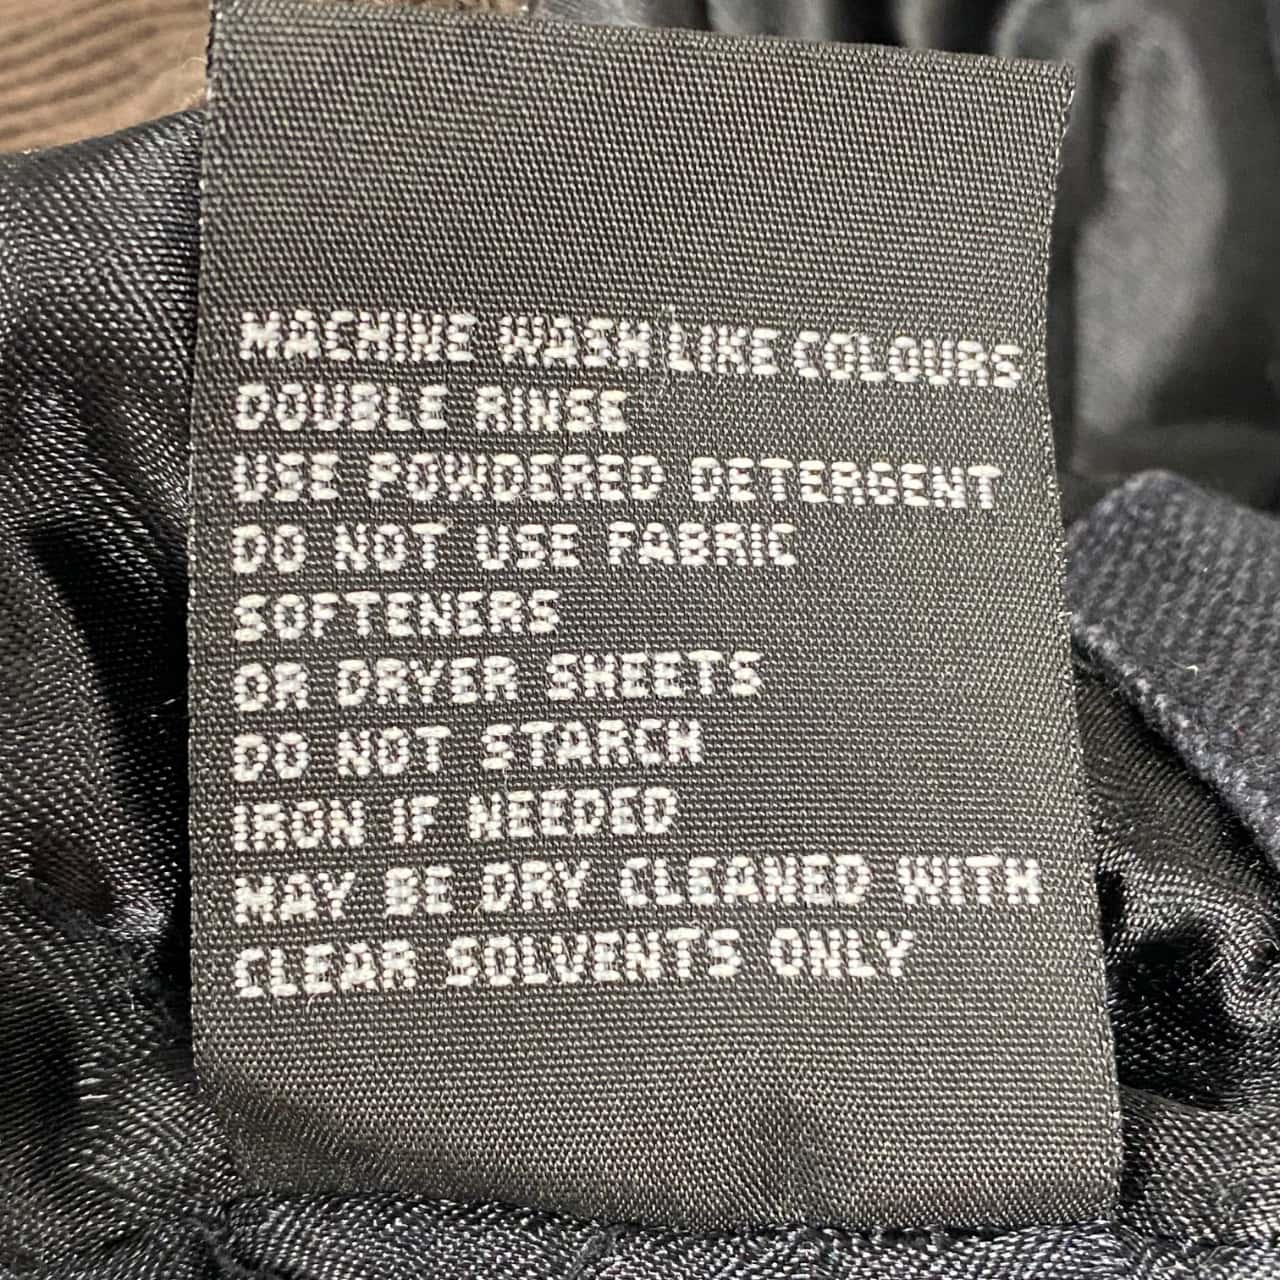 MACHINE WASH LIKE COLOURS
DOUBLE RINSE
USE POWDERED DETERGENT
DO NOT USE FABRIC
SOFTENERS
OR DRYER SHEETS
DO NOT STARCH
IRON IF NEEDED
MAY BE DRY CLEANED WITH
CLEAR SOLVENTS ONLY